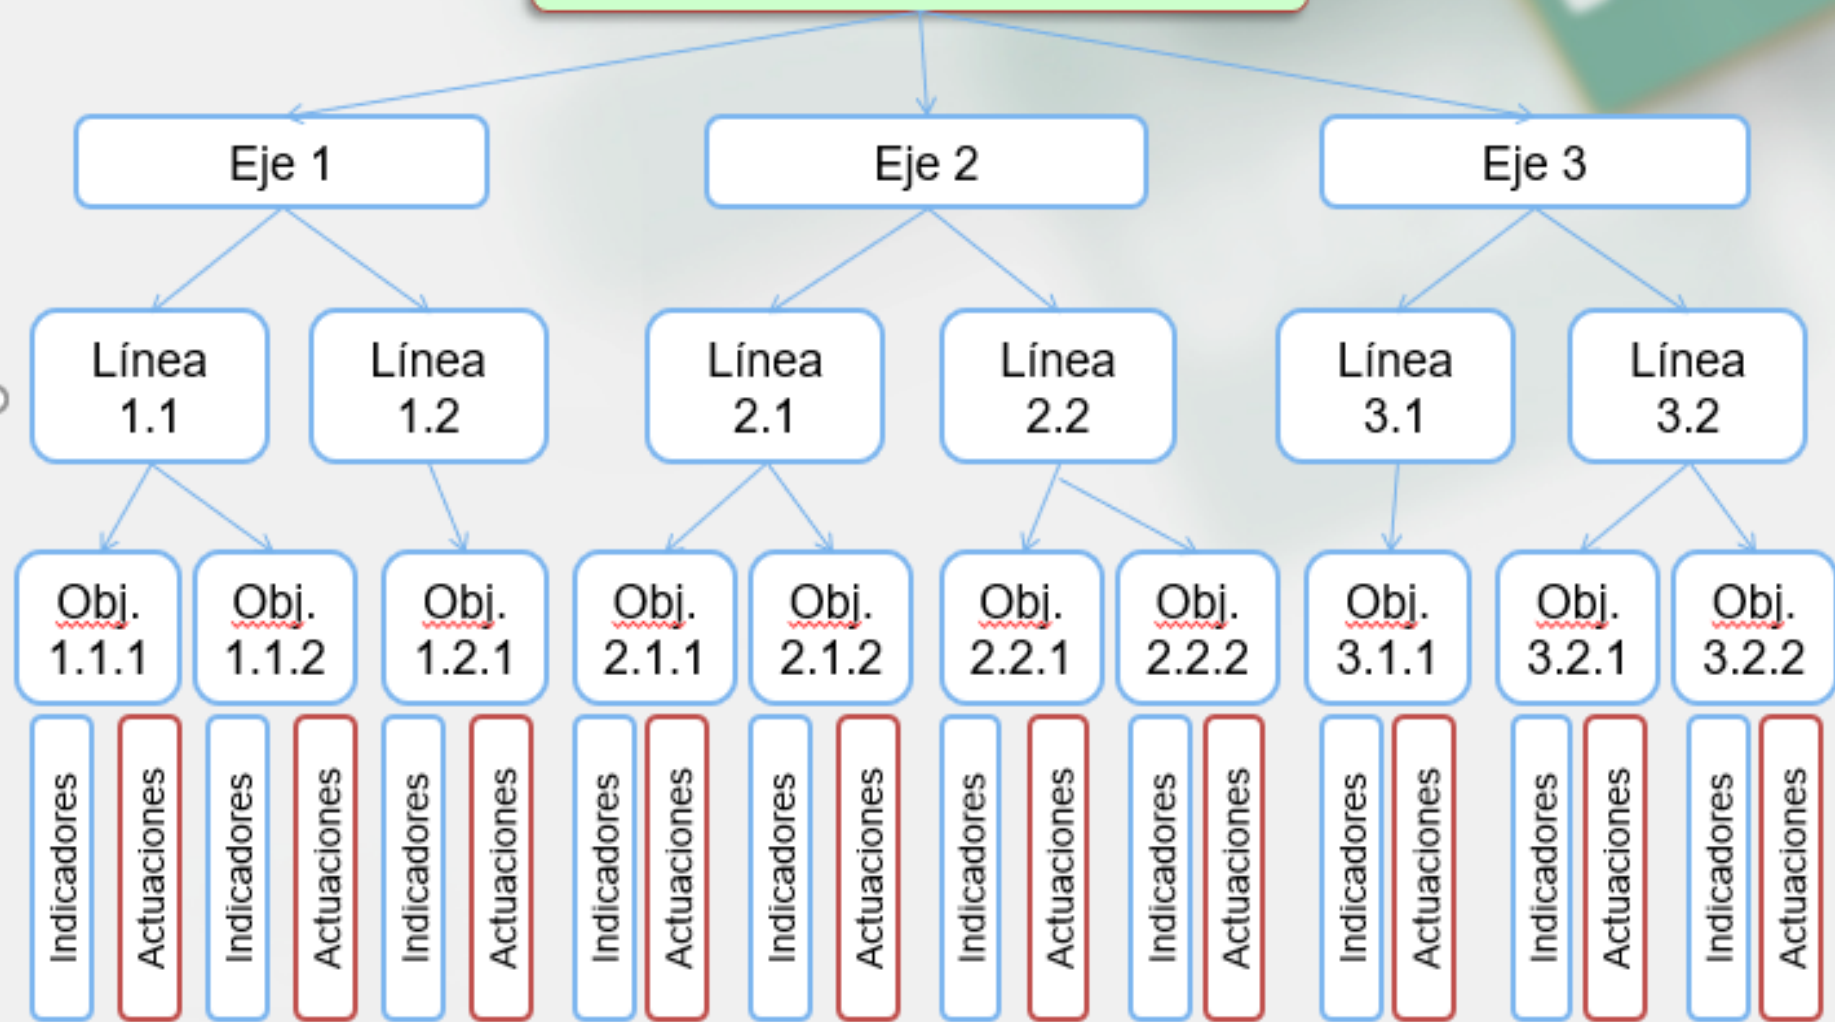 Eje 1
Eje 2
Eje 3
Línea
1.1
Línea
1.2
Línea
2.1
Línea
2.2
Línea
3.1
Línea
3.2
Obj.
1.1.1
Obj.
1.1.2
Obj.
1.2.1
Obj.
2.1.1
Obj.
2.1.2
Obj.
2.2.1
Obj.
2.2.2
Obj.
3.1.1
Obj.
3.2.1
Obj.
3.2.2
Indicadores
Actuaciones
Indicadores
Actuaciones
Indicadores
Actuaciones
Indicadores
Actuaciones
Indicadores
Actuaciones
Indicadores
Actuaciones
Indicadores
Actuaciones
Indicadores
Actuaciones
Indicadores
Actuaciones
Indicadores
Actuaciones